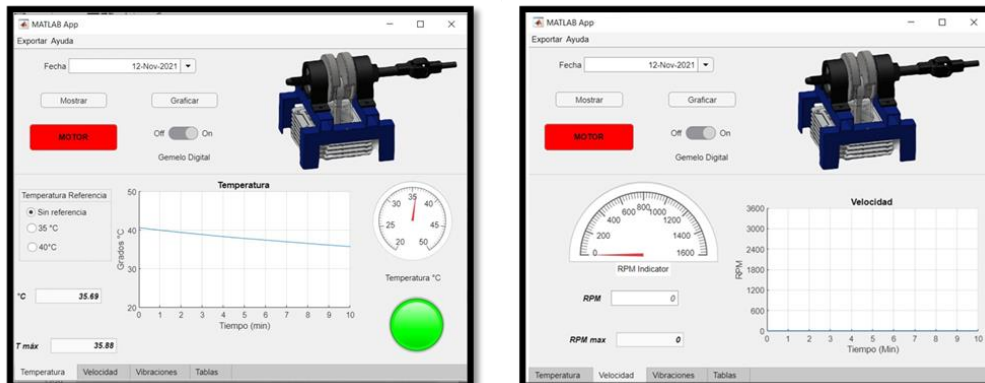 MATLAB App
Exportar Ayuda
Fecha 12-Nov-2021
Mostrar Graficar
MOTOR Off On
Gemelo Digital
Temperatura Referencia
Sin referencia
35 °C
40°C
°C 35.69
T máx 35.88
Temperatura
Grados °C
50
40
30
20
0 1 2 3 4 5 6 7 8 9 10
Tiempo (min)
20 25 30 35 40 45 50
Temperatura °C
Temperatura Velocidad Vibraciones Tablas
MATLAB App
Exportar Ayuda
Fecha 12-Nov-2021
Mostrar Graficar
MOTOR Off On
Gemelo Digital
0 200 400 600 800 1000 1200 1400 1600
RPM Indicator
RPM 0
RPM max 0
Velocidad
RPM
3600
3000
2400
1800
1200
600
0
0 1 2 3 4 5 6 7 8 9 10
Tiempo (Min)
Temperatura Velocidad Vibraciones Tablas